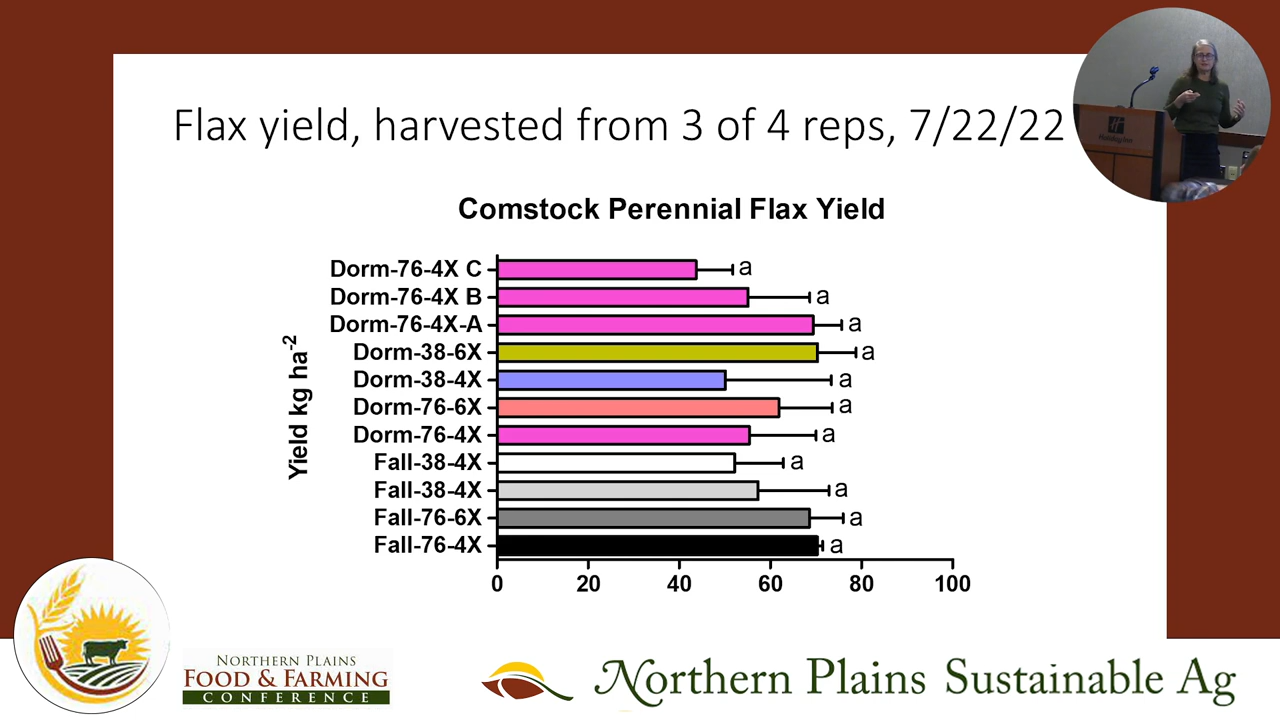 Flax yield, harvested from 3 of 4 reps, 7/22/22
Comstock Perennial Flax Yield
Yield kg ha-2
Dorm-76-4X C
a
Dorm-76-4X B
a
Dorm-76-4X-A
a
Dorm-38-6X
a
Dorm-38-4X
a
Dorm-76-6X
a
Dorm-76-4X
a
Fall-38-4X
a
Fall-38-4X
a
Fall-76-6X
a
Fall-76-4X
a
0 20 40 60 80 100
Holiday Inn
NORTHERN PLAINS
FOOD & FARMING
CONFERENCE
Northern Plains Sustainable Ag